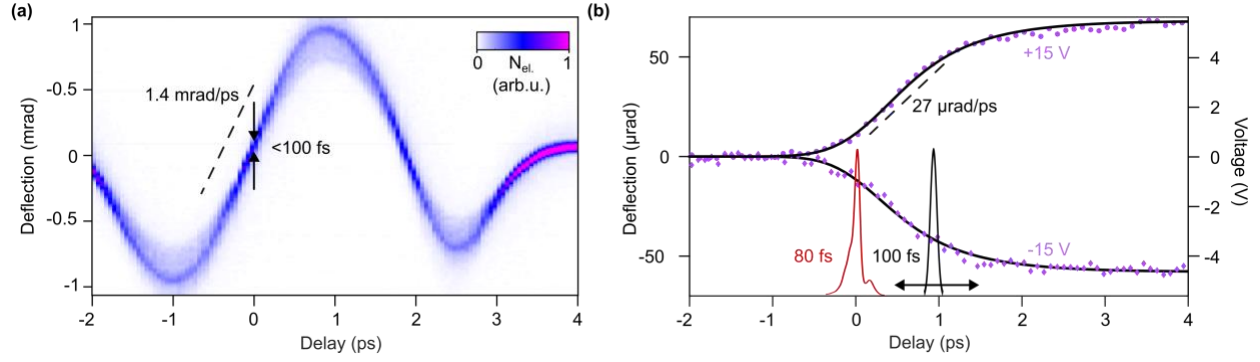 (a)
1
-0.5
0
-0.5
-1
Deflection (mrad)
1.4 mrad/ps
<100 fs
0
1
N_el.
(arb.u.)
-2
-1
0
1
2
3
4
Delay (ps)
(b)
50
0
-50
Deflection (µrad)
+15 V
27 µrad/ps
80 fs
100 fs
-15 V
4
2
0
-2
-4
Voltage (V)
-2
-1
0
1
2
3
4
Delay (ps)